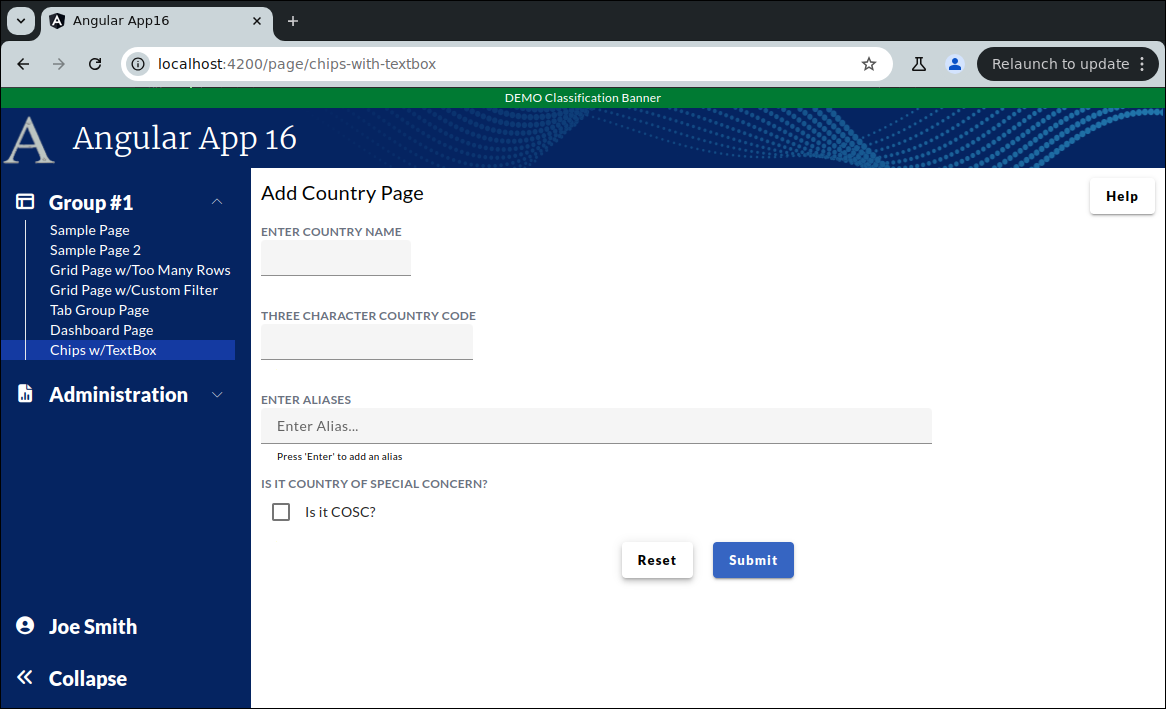 Angular App16
localhost:4200/page/chips-with-textbox
Relaunch to update
DEMO Classification Banner
A
Angular App 16
Group #1
Sample Page
Sample Page 2
Grid Page w/Too Many Rows
Grid Page w/Custom Filter
Tab Group Page
Dashboard Page
Chips w/TextBox
Administration
Joe Smith
Collapse
Add Country Page
Help
ENTER COUNTRY NAME
THREE CHARACTER COUNTRY CODE
ENTER ALIASES
Enter Alias...
Press 'Enter' to add an alias
IS IT COUNTRY OF SPECIAL CONCERN?
Is it COSC?
Reset
Submit